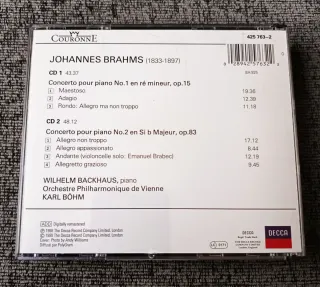 COURONNE
425 763-2
JOHANNES BRAHMS (1833-1897)
CD 1 43.37
Concerto pour piano No.1 en ré mineur, op.15
1 Maestoso 19.36
2 Adagio 12.39
3 Rondo: Allegro ma non troppo 11.18
CD 2 48.12
Concerto pour piano No.2 en Si b Majeur, op.83
1 Allegro non troppo 17.12
2 Allegro appassionato 8.44
3 Andante (violoncelle solo: Emanuel Brabec) 12.19
4 Allegretto grazioso 9.45
WILHELM BACKHAUS, piano
Orchestre Philharmonique de Vienne
KARL BÖHM
ADD Digitally remastered
DECCA